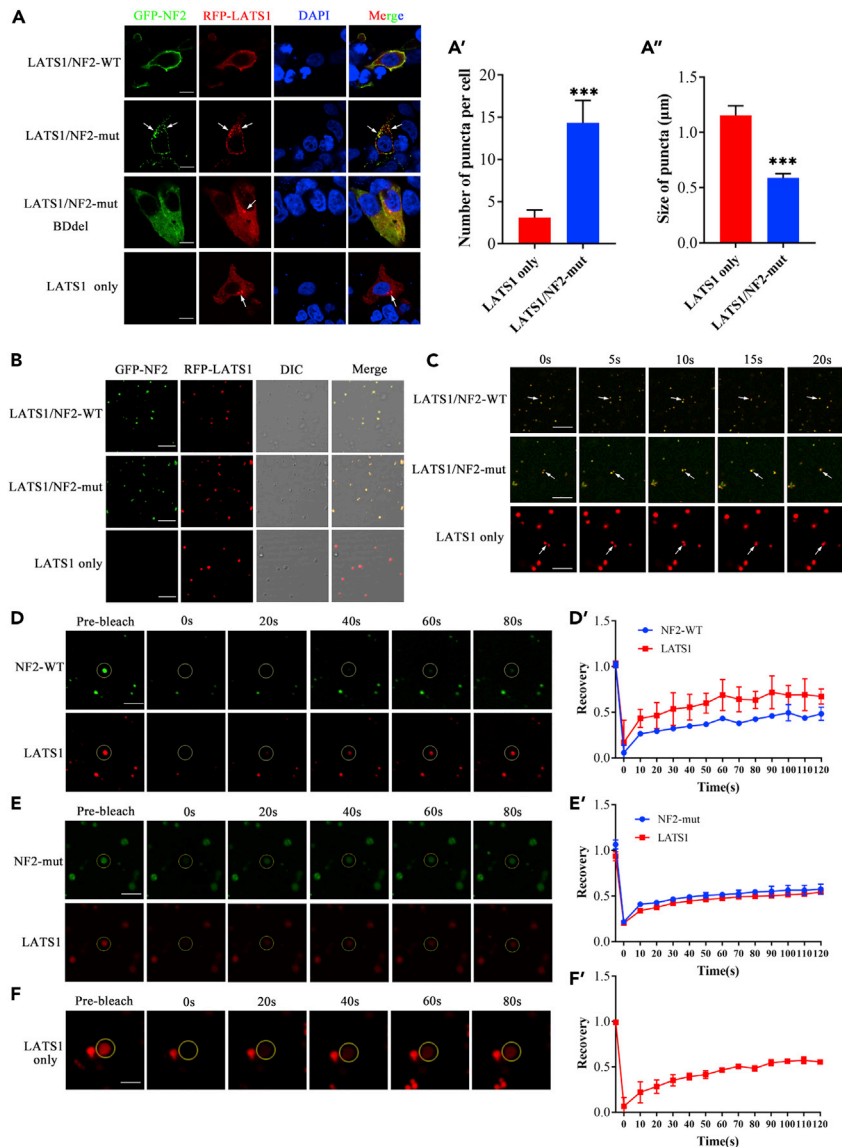 A
GFP-NF2 RFP-LATS1 DAPI Merge
LATS1/NF2-WT
LATS1/NF2-mut
LATS1/NF2-mut
BDdel
LATS1 only
A′
Number of puncta per cell
20
15
10
5
0
***
LATS1 only
LATS1/NF2-mut
A″
Size of puncta (μm)
1.5
1.0
0.5
0.0
***
LATS1 only
LATS1/NF2-mut
B
GFP-NF2 RFP-LATS1 DIC Merge
LATS1/NF2-WT
LATS1/NF2-mut
LATS1 only
C
0s 5s 10s 15s 20s
LATS1/NF2-WT
LATS1/NF2-mut
LATS1 only
D
Pre-bleach 0s 20s 40s 60s 80s
NF2-WT
LATS1
D′
Recovery
1.5
1.0
0.5
0.0
NF2-WT
LATS1
0 10 20 30 40 50 60 70 80 90 100 110 120
Time(s)
E
Pre-bleach 0s 20s 40s 60s 80s
NF2-mut
LATS1
E′
Recovery
1.5
1.0
0.5
0.0
NF2-mut
LATS1
0 10 20 30 40 50 60 70 80 90 100 110 120
Time(s)
F
Pre-bleach 0s 20s 40s 60s 80s
LATS1
only
F′
Recovery
1.5
1.0
0.5
0.0
0 10 20 30 40 50 60 70 80 90 100 110 120
Time(s)